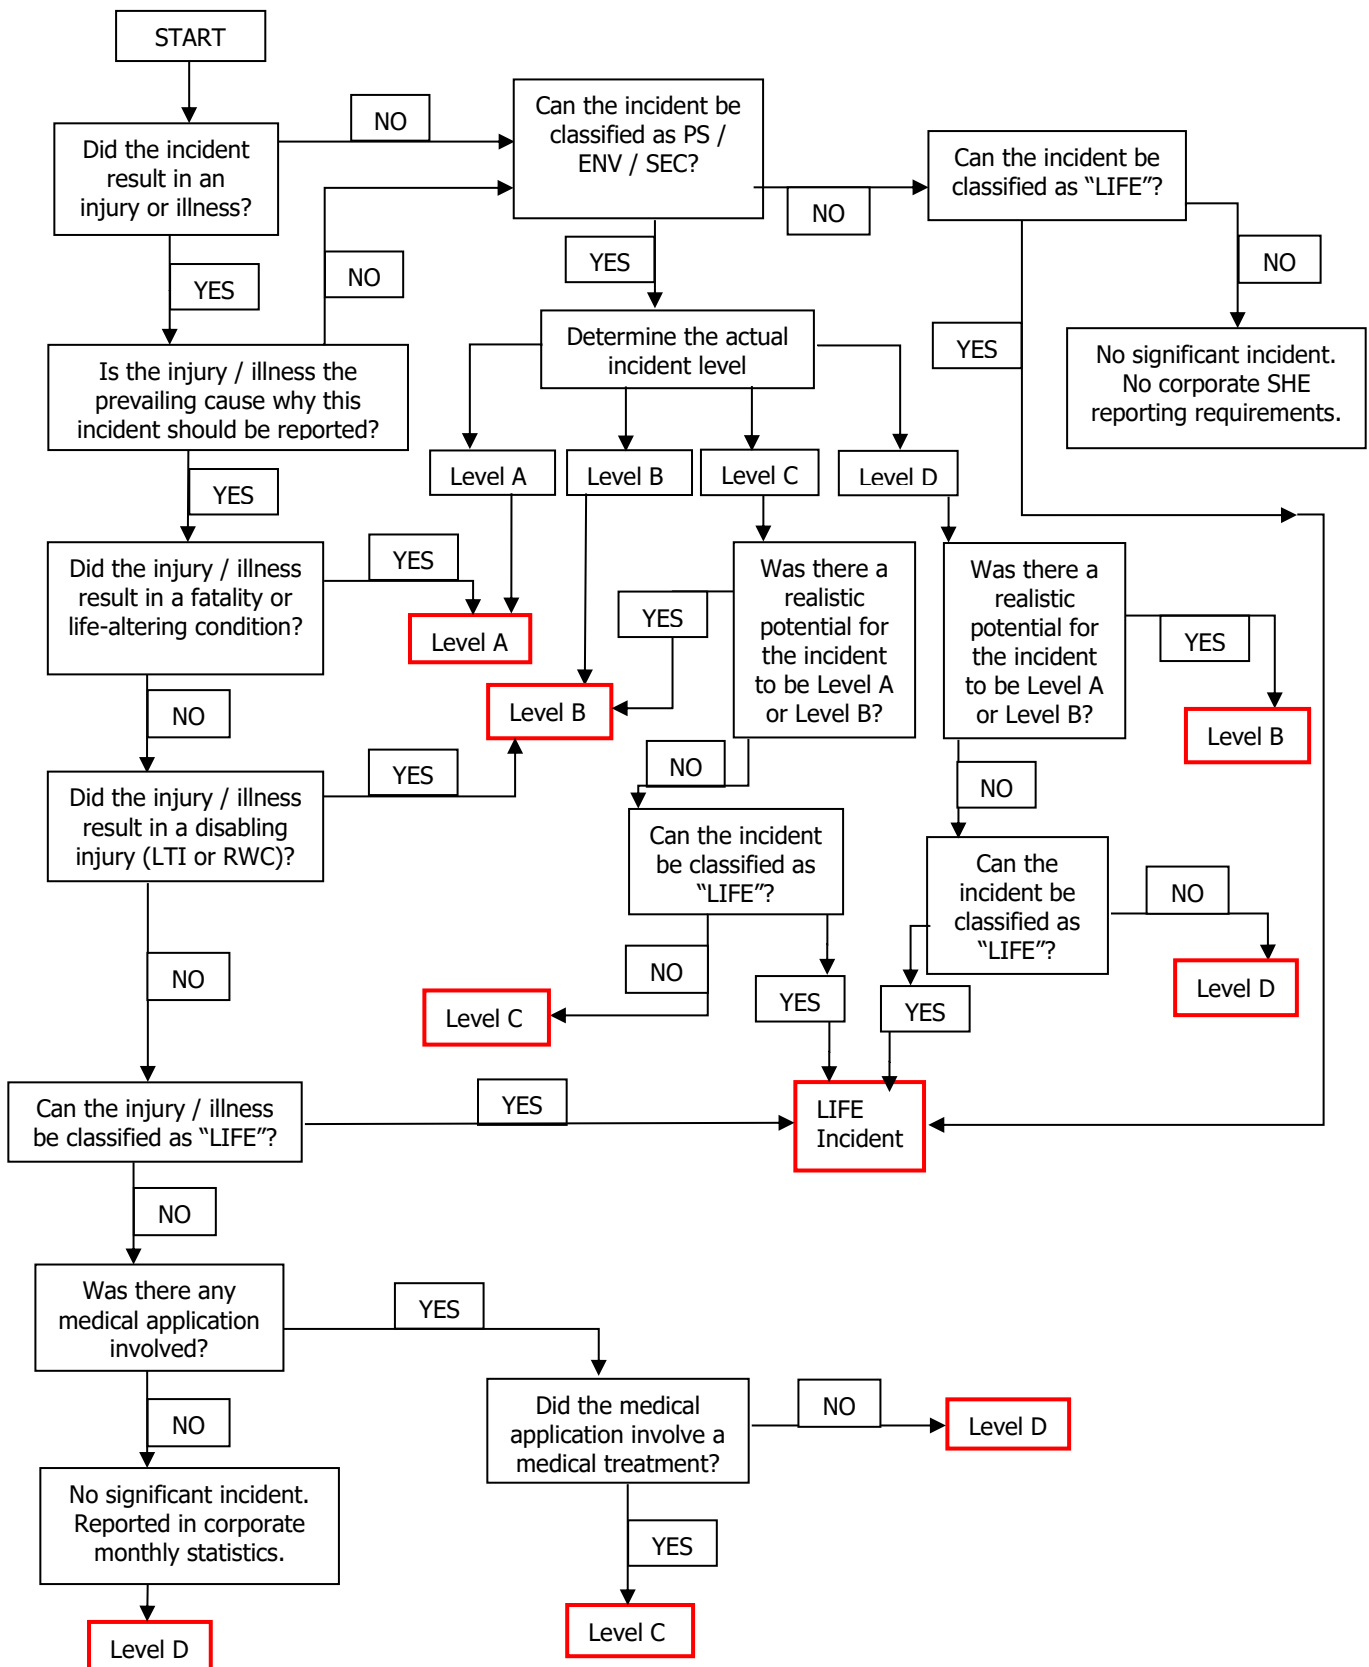 START
NO
Can the incident be
classified as PS /
ENV / SEC?
Did the incident
result in an
injury or illness?
Can the incident be
classified as “LIFE”?
NO
YES
NO
YES
NO
Determine the actual
incident level
YES
No significant incident.
No corporate SHE
reporting requirements.
Is the injury / illness the
prevailing cause why this
incident should be reported?
YES
Level A
Level B
Level C
Level D
Did the injury / illness
result in a fatality or
life-altering condition?
YES
Level A
YES
Was there a
realistic
potential for
the incident
to be Level A
or Level B?
Was there a
realistic
potential for
the incident
to be Level A
or Level B?
YES
Level B
Level B
NO
YES
NO
NO
Did the injury / illness
result in a disabling
injury (LTI or RWC)?
Can the incident
be classified as
“LIFE”?
Can the
incident be
classified as
“LIFE”?
NO
NO
NO
YES
YES
Level D
Level C
Can the injury / illness
be classified as “LIFE”?
YES
LIFE
Incident
NO
Was there any
medical application
involved?
YES
NO
Did the medical
application involve a
medical treatment?
NO
Level D
No significant incident.
Reported in corporate
monthly statistics.
YES
Level D
Level C